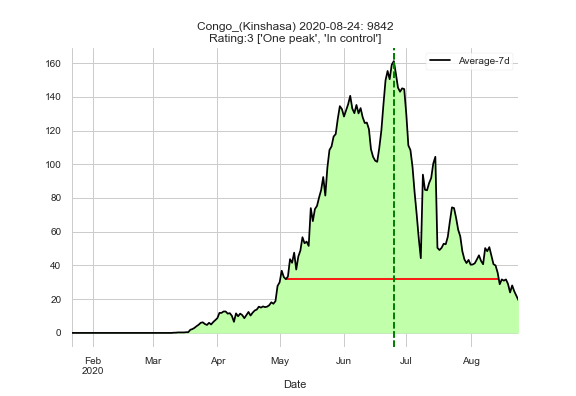 Congo_(Kinshasa) 2020-08-24: 9842
Rating:3 ['One peak', 'In control']
Average-7d
160
140
120
100
80
60
40
20
0
Feb
2020
Mar
Apr
May
Jun
Jul
Aug
Date